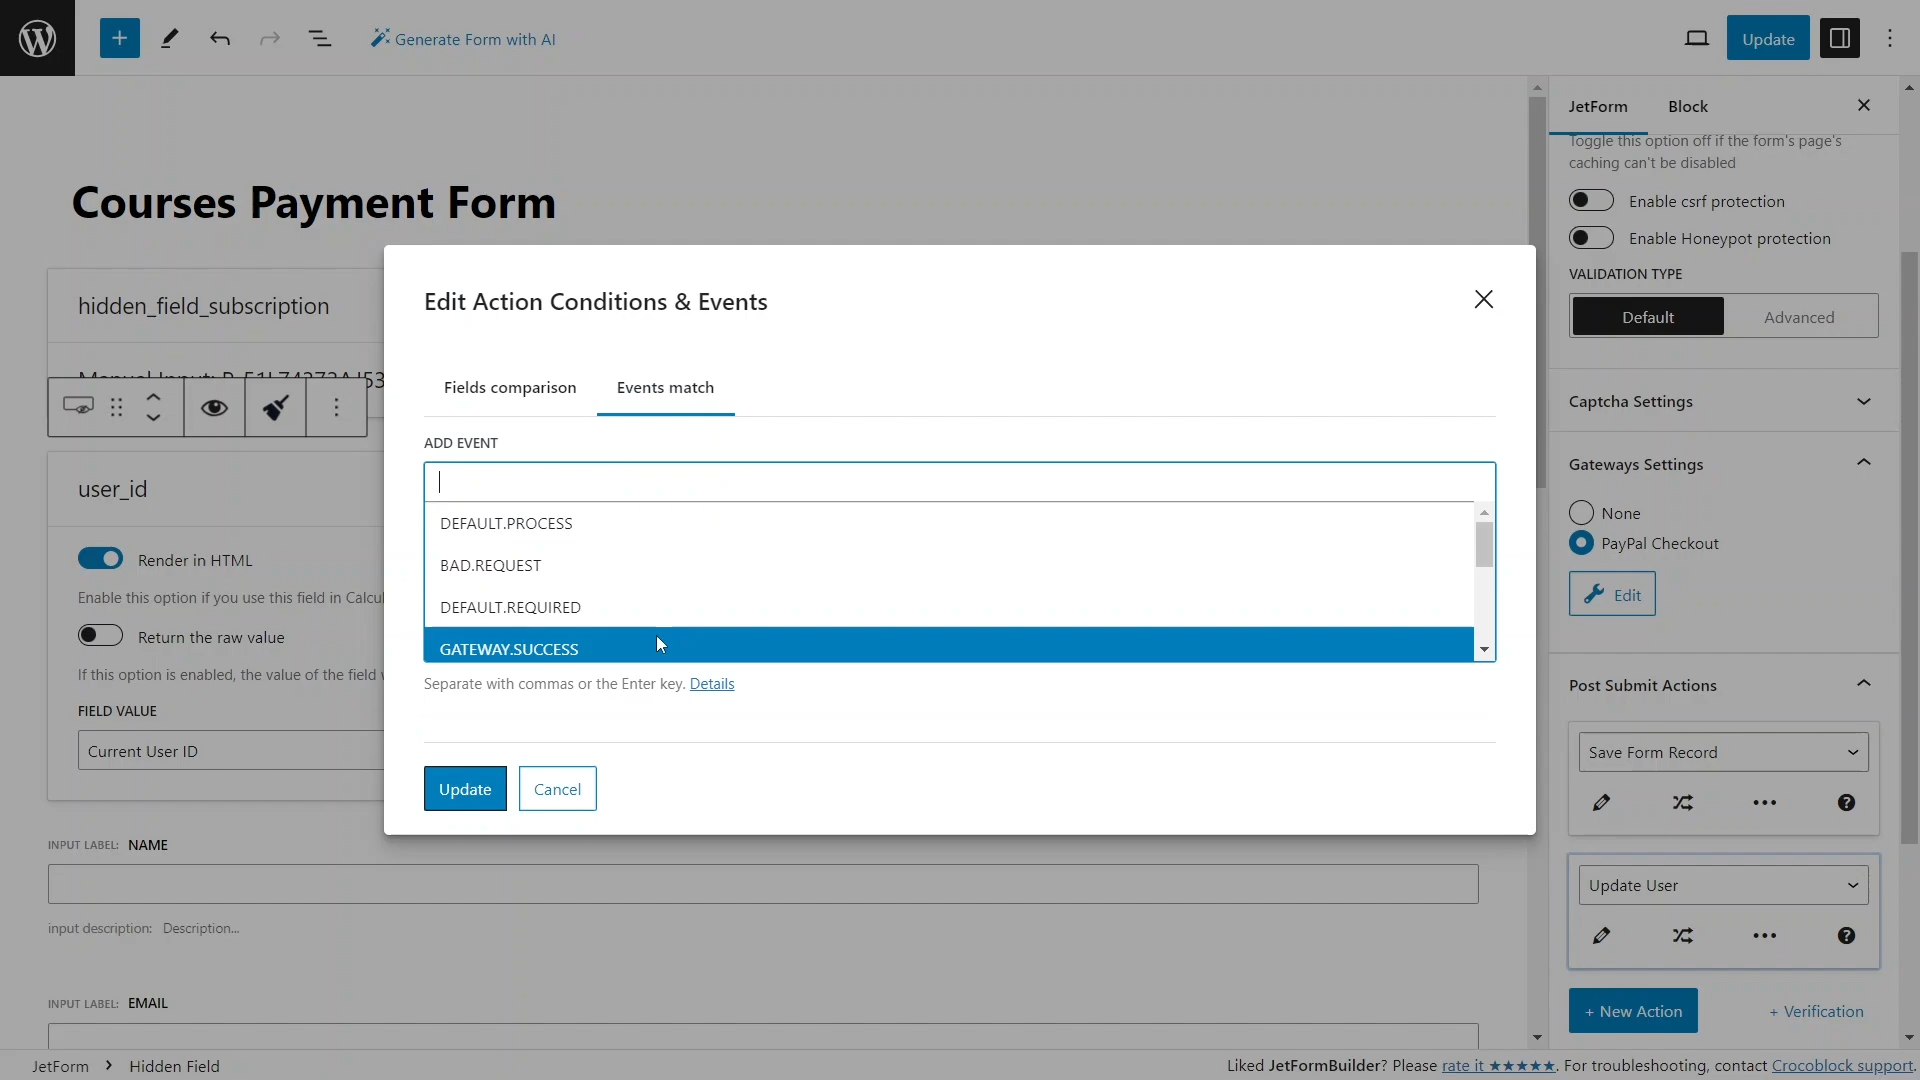 Generate Form with AI
Update
Courses Payment Form
hidden_field_subscription
user_id
Render in HTML
Enable this option if you use this field in Calcu
Return the raw value
If this option is enabled, the value of the field
FIELD VALUE
Current User ID
INPUT LABEL: NAME
input description: Description...
INPUT LABEL: EMAIL
Edit Action Conditions & Events
Fields comparison
Events match
ADD EVENT
DEFAULT.PROCESS
BAD.REQUEST
DEFAULT.REQUIRED
GATEWAY.SUCCESS
Separate with commas or the Enter key. Details
Update
Cancel
JetForm
Block
Toggle this option off if the form's page's
caching can't be disabled
Enable csrf protection
Enable Honeypot protection
VALIDATION TYPE
Default
Advanced
Captcha Settings
Gateways Settings
None
PayPal Checkout
Edit
Post Submit Actions
Save Form Record
Update User
+ New Action
+ Verification
JetForm > Hidden Field
Liked JetFormBuilder? Please rate it ★★★★★. For troubleshooting, contact Crocoblock support.